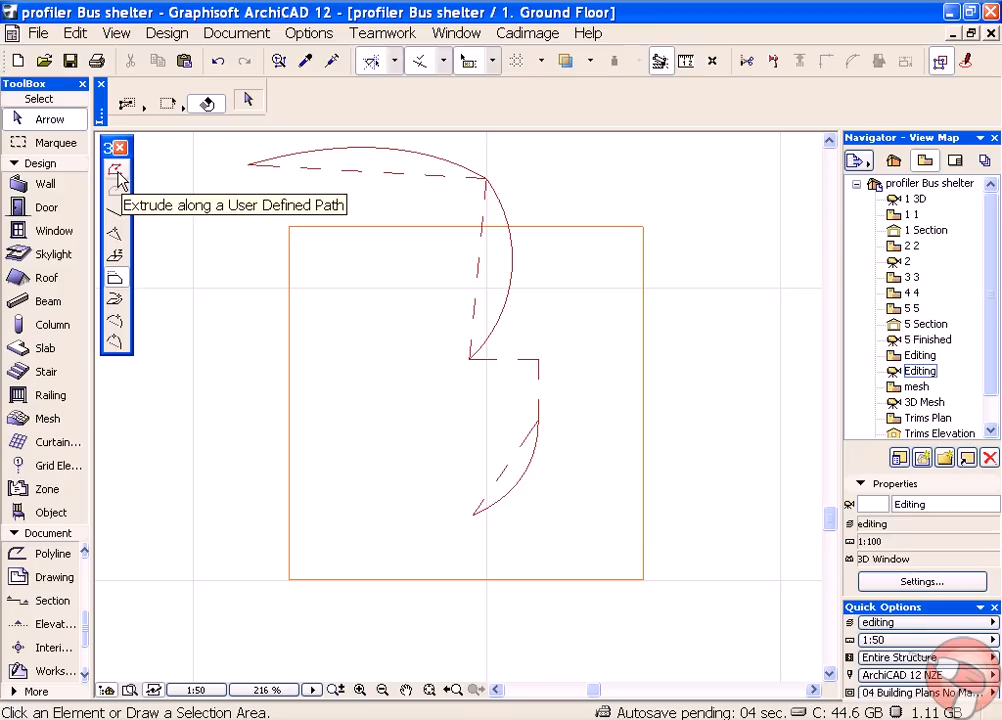 profiler Bus shelter - Graphisoft ArchiCAD 12 - [profiler Bus shelter / 1. Ground Floor]
File Edit View Design Document Options Teamwork Window Cadimage Help
ToolBox
Select
Arrow
Marquee
Design
Wall
Door
Window
Skylight
Roof
Beam
Column
Slab
Stair
Railing
Mesh
Curtain...
Grid Ele...
Zone
Object
Document
Polyline
Drawing
Section
Elevat...
Interi...
Works...
More
3
Extrude along a User Defined Path
Navigator - View Map
profiler Bus shelter
1 3D
1 1
1 Section
2 2
2
3 3
4 4
5 5
5 Section
5 Finished
Editing
Editing
mesh
3D Mesh
Trims Plan
Trims Elevation
Properties
Editing
editing
1:100
3D Window
Settings...
Quick Options
editing
1:50
Entire Structure
ArchiCAD 12 NZE
04 Building Plans No Ma...
1:50
216 %
Click an Element or Draw a Selection Area.
Autosave pending: 04 sec.
C: 44.6 GB
1.11 GB